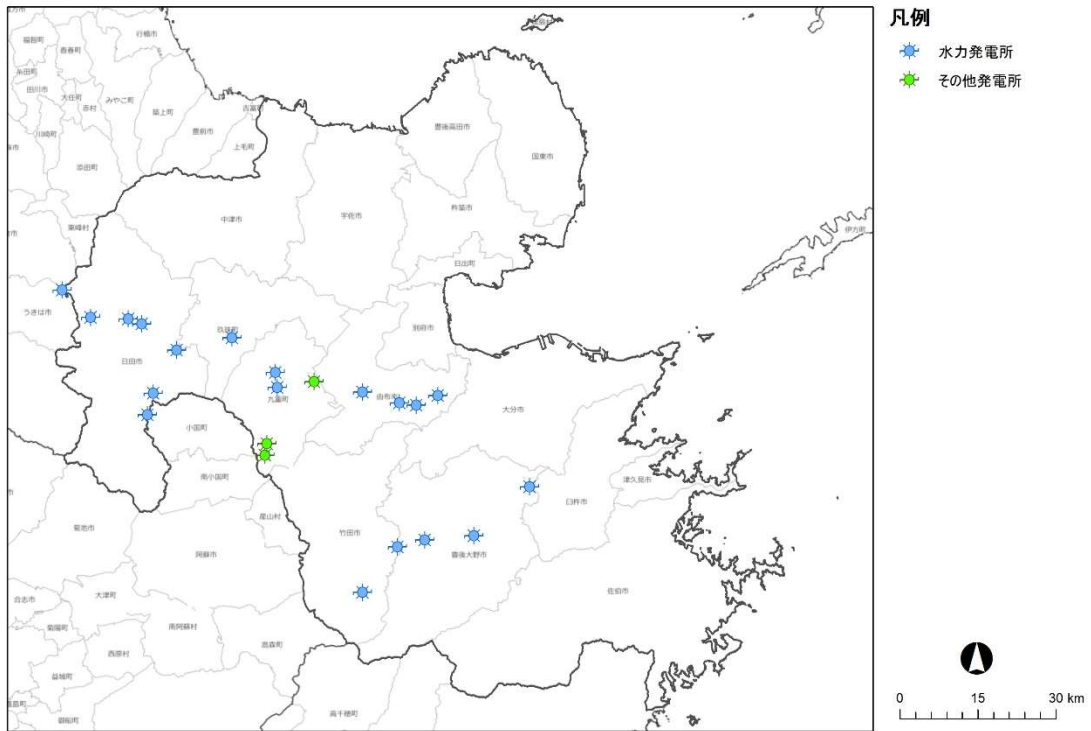 凡例
水力発電所
その他発電所
行橋市
福智町
香春町
糸田町
田川市
大任町
赤村
みやこ町
築上町
吉富町
豊前市
川崎町
上毛町
添田町
豊後高田市
国東市
中津市
宇佐市
杵築市
東峰村
伊方町
日出町
うきは市
別府市
玖珠町
日田市
九重町
由布市
大分市
小国町
南小国町
津久見市
臼杵市
産山村
菊池市
竹田市
豊後大野市
阿蘇市
佐伯市
合志市
大津町
菊陽町
南阿蘇村
高森町
西原村
益城町
御船町
高千穂町
0 15 30 km